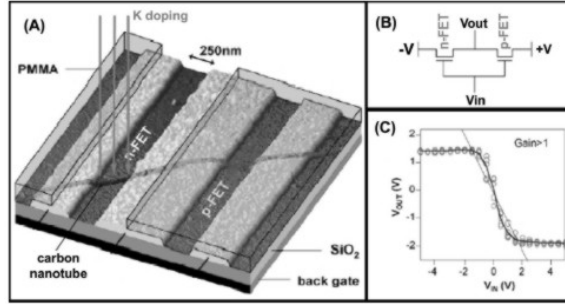 (A)
K doping
250nm
PMMA
n-FET
p-FET
carbon
nanotube
SiO2
back gate
(B)
Vout
n-FET
p-FET
-V
+V
Vin
(C)
Gain>1
2
1
0
-1
-2
VOUT (V)
-4
-2
0
2
4
VIN (V)